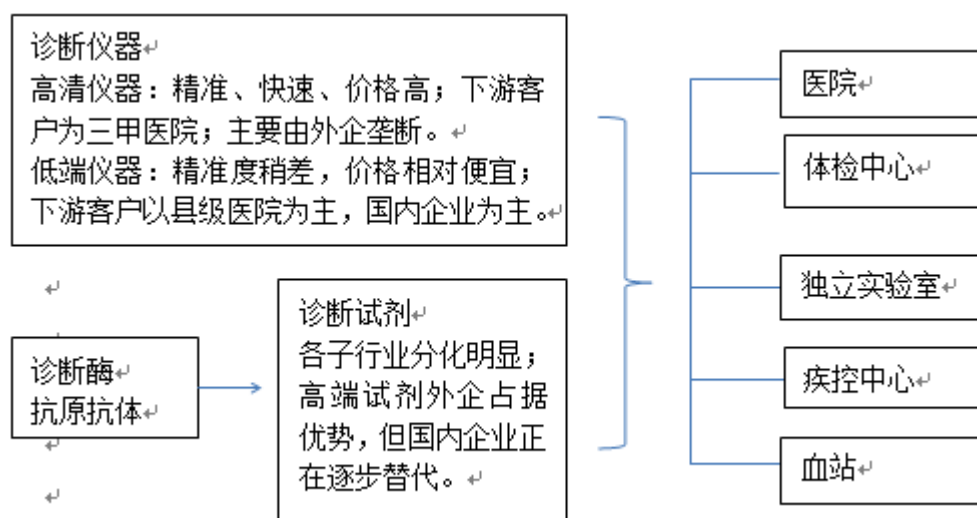 诊断仪器
高清仪器：精准、快速、价格高；下游客
户为三甲医院；主要由外企垄断。
低端仪器：精准度稍差，价格相对便宜；
下游客户以县级医院为主，国内企业为主。
诊断酶
抗原抗体
诊断试剂
各子行业分化明显；
高端试剂外企占据
优势，但国内企业正
在逐步替代。
医院
体检中心
独立实验室
疾控中心
血站